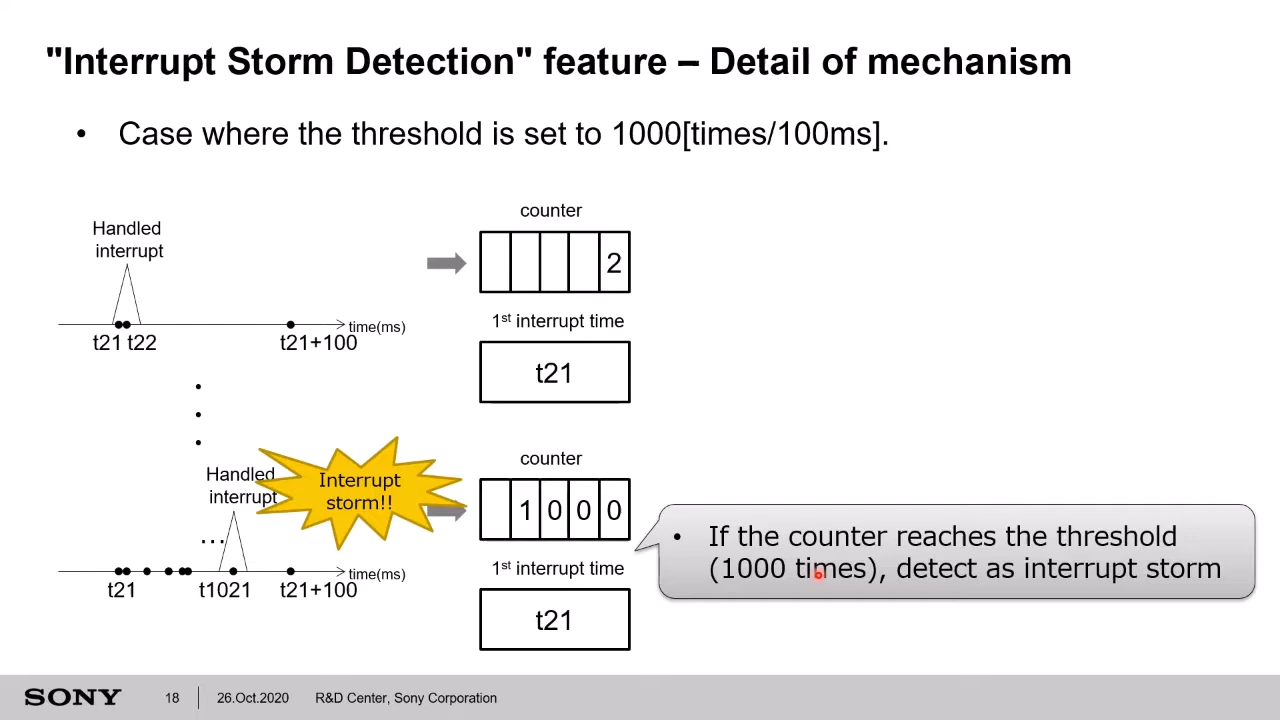 "Interrupt Storm Detection" feature – Detail of mechanism
• Case where the threshold is set to 1000[times/100ms].
Handled
interrupt
time(ms)
t21 t22
t21+100
counter
2
1st interrupt time
t21
Handled
interrupt
Interrupt
storm!!
...
time(ms)
t21
t1021
t21+100
counter
1 0 0 0
1st interrupt time
t21
• If the counter reaches the threshold
(1000 times), detect as interrupt storm
SONY
18
26.Oct.2020
R&D Center, Sony Corporation